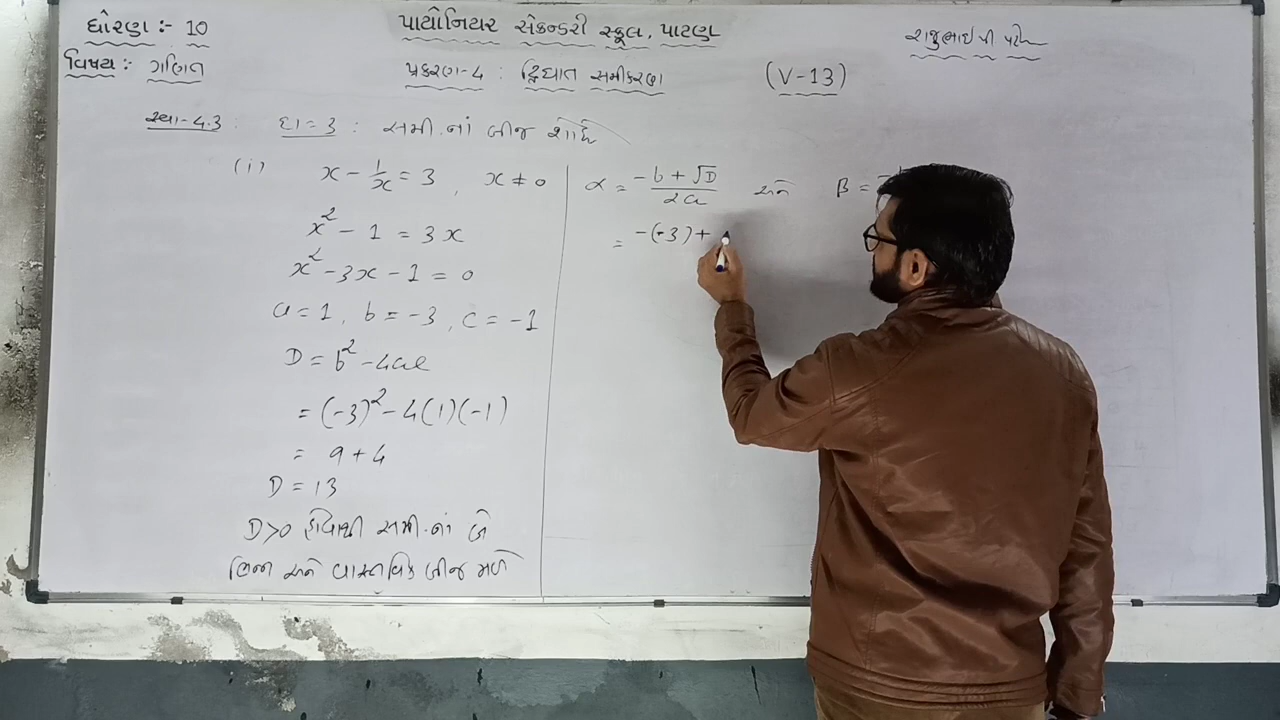 ધોરણ :- 10
પાયોનિયર સેકન્ડરી સ્કૂલ, પાટણ
રાજુભાઇ પી પટેલ
વિષય : ગણિત
પ્રકરણ-4 : દ્વિઘાત સમીકરણ
(V-13)
સ્વા-4.3 : દા=3 : સમી.નાં બીજ શોધો
(i) x - 1/x = 3 , x ≠ 0
x² - 1 = 3x
x² - 3x - 1 = 0
a = 1 , b = -3 , c = -1
D = b² - 4ac
= (-3)² - 4(1)(-1)
= 9 + 4
D = 13
D>0 હોવાથી સમી.નાં બે
ભિન્ન અને વાસ્તવિક બીજ મળે
α = (-b + √D)/2a અને β =
= -(-3) +